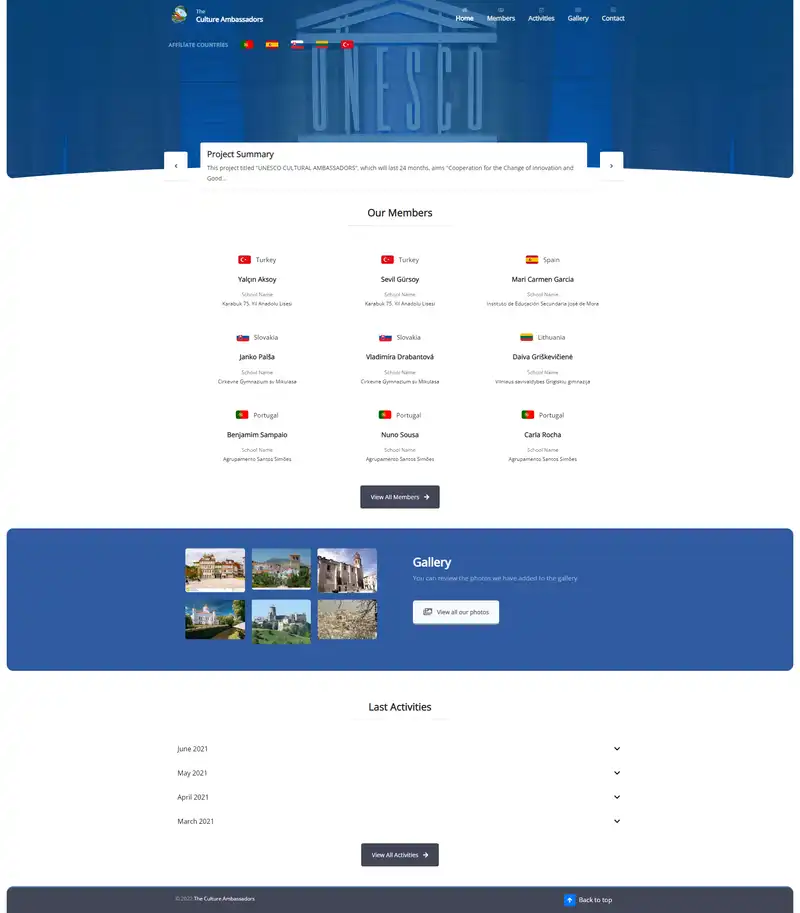 The
Culture Ambassadors
Home
Members
Activities
Gallery
Contact
AFFILIATE COUNTRIES
UNESCO
Project Summary
This project titled "UNESCO CULTURAL AMBASSADORS", which will last 24 months, aims "Cooperation for the Change of Innovation and
Good...
Our Members
Turkey
Yalçın Aksoy
School Name
Karabuk 75. Yil Anadolu Lisesi
Turkey
Sevil Gürsoy
School Name
Karabuk 75. Yil Anadolu Lisesi
Spain
Mari Carmen Garcia
School Name
Instituto de Educación Secundaria José de Mora
Slovakia
Janko Palša
School Name
Cirkevne Gymnazium sv Mikulasa
Slovakia
Vladimíra Drabantová
School Name
Cirkevne Gymnazium sv Mikulasa
Lithuania
Daiva Griškevičienė
School Name
Vilniaus savivaldybes Grigiskiu gimnazija
Portugal
Benjamim Sampaio
School Name
Agrupamento Santos Simões
Portugal
Nuno Sousa
School Name
Agrupamento Santos Simões
Portugal
Carla Rocha
School Name
Agrupamento Santos Simões
View All Members
Gallery
You can review the photos we have added to the gallery
View all our photos
Last Activities
June 2021
May 2021
April 2021
March 2021
View All Activities
© 2022 The Culture Ambassadors
Back to top